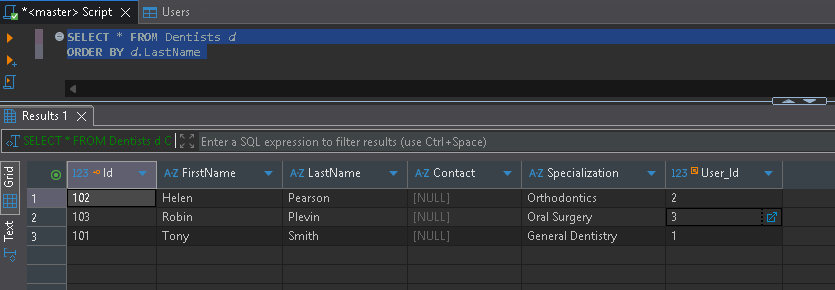 *<master> Script
Users
SELECT * FROM Dentists d
ORDER BY d.LastName
Results 1
SELECT * FROM Dentists d C
Enter a SQL expression to filter results (use Ctrl+Space)
Grid
Text
123 Id A-Z FirstName A-Z LastName A-Z Contact A-Z Specialization 123 User_Id
1 102 Helen Pearson [NULL] Orthodontics 2
2 103 Robin Plevin [NULL] Oral Surgery 3
3 101 Tony Smith [NULL] General Dentistry 1